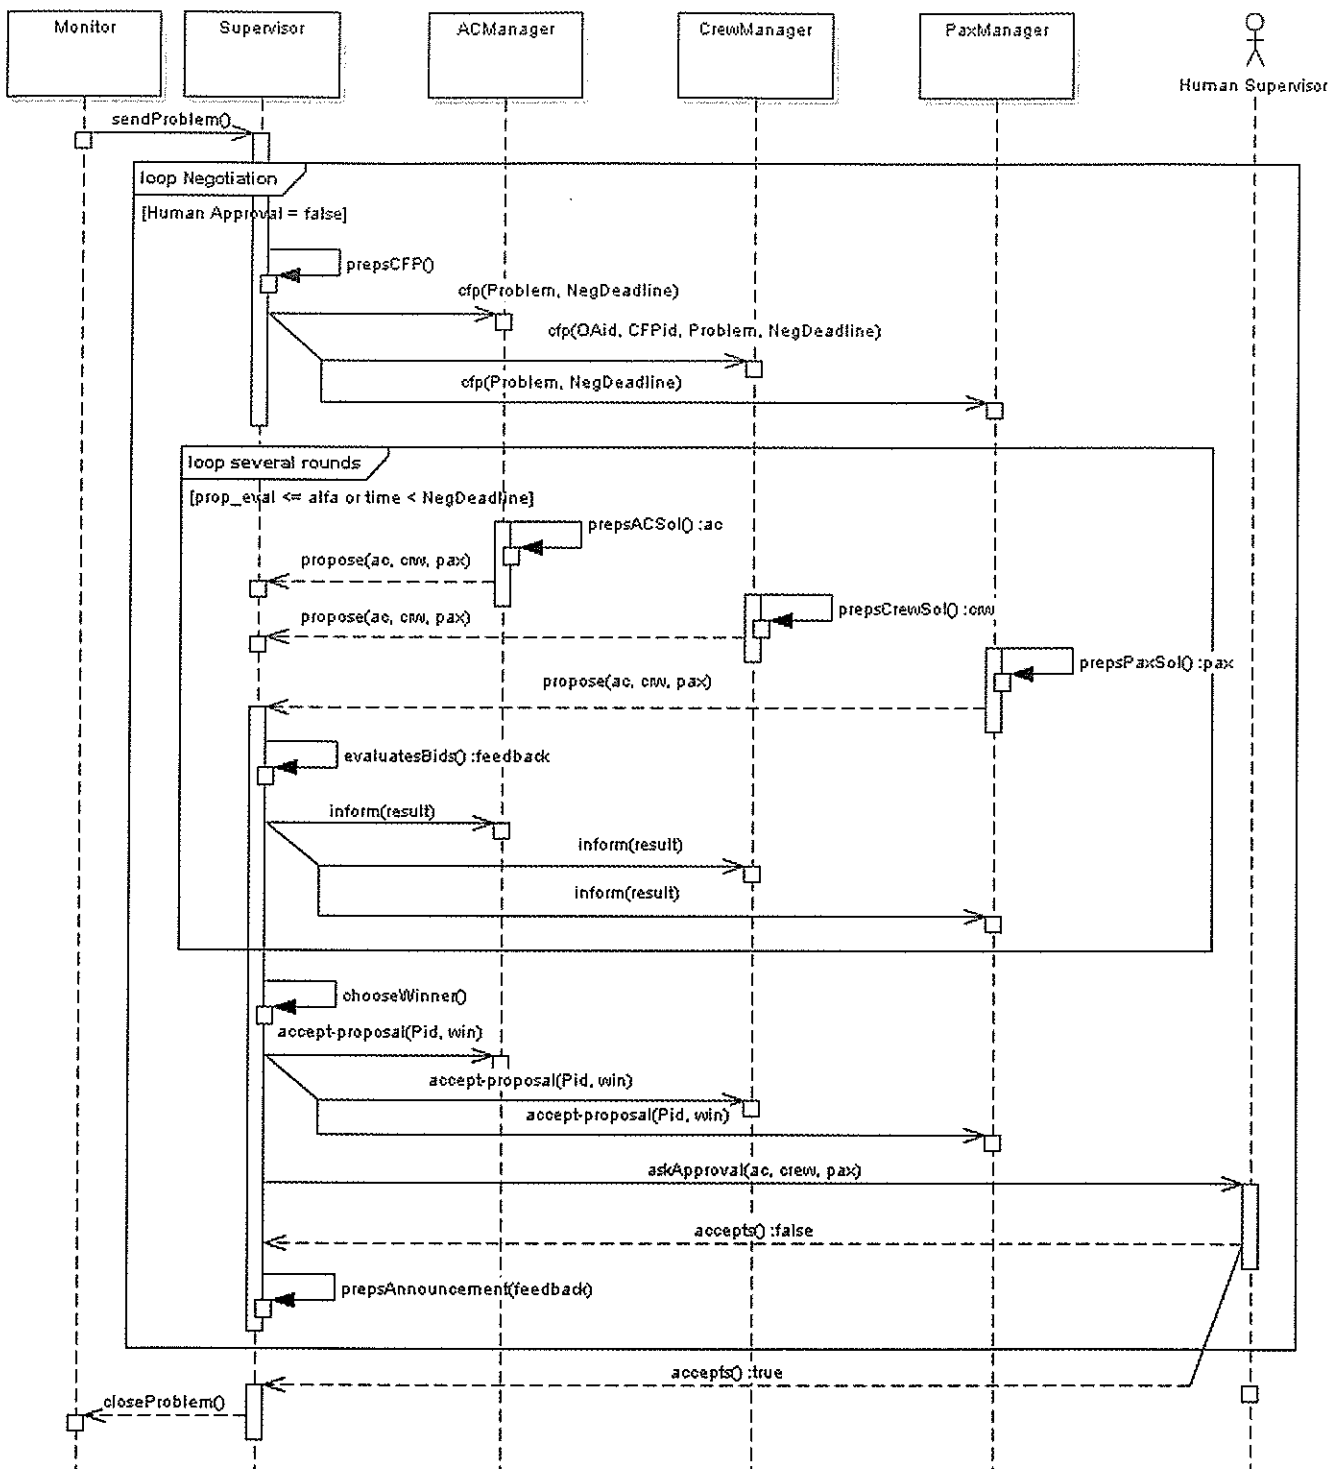 Monitor
Supervisor
ACManager
CrewManager
PaxManager
Human Supervisor
sendProblem()
loop Negotiation
[Human Approval = false]
prepsCFP()
cfp(Problem, NegDeadline)
cfp(OAid, CFPid, Problem, NegDeadline)
cfp(Problem, NegDeadline)
loop several rounds
[prop_eval <= alfa or time < NegDeadline]
prepsACSol() :ac
propose(ac, crw, pax)
prepsCrewSol() :crw
propose(ac, crw, pax)
prepsPaxSol() :pax
propose(ac, crw, pax)
evaluatesBids() :feedback
inform(result)
inform(result)
inform(result)
chooseWinner()
accept-proposal(Pid, win)
accept-proposal(Pid, win)
accept-proposal(Pid, win)
askApproval(ac, crew, pax)
accepts() :false
prepsAnnouncement(feedback)
accepts() :true
closeProblem()